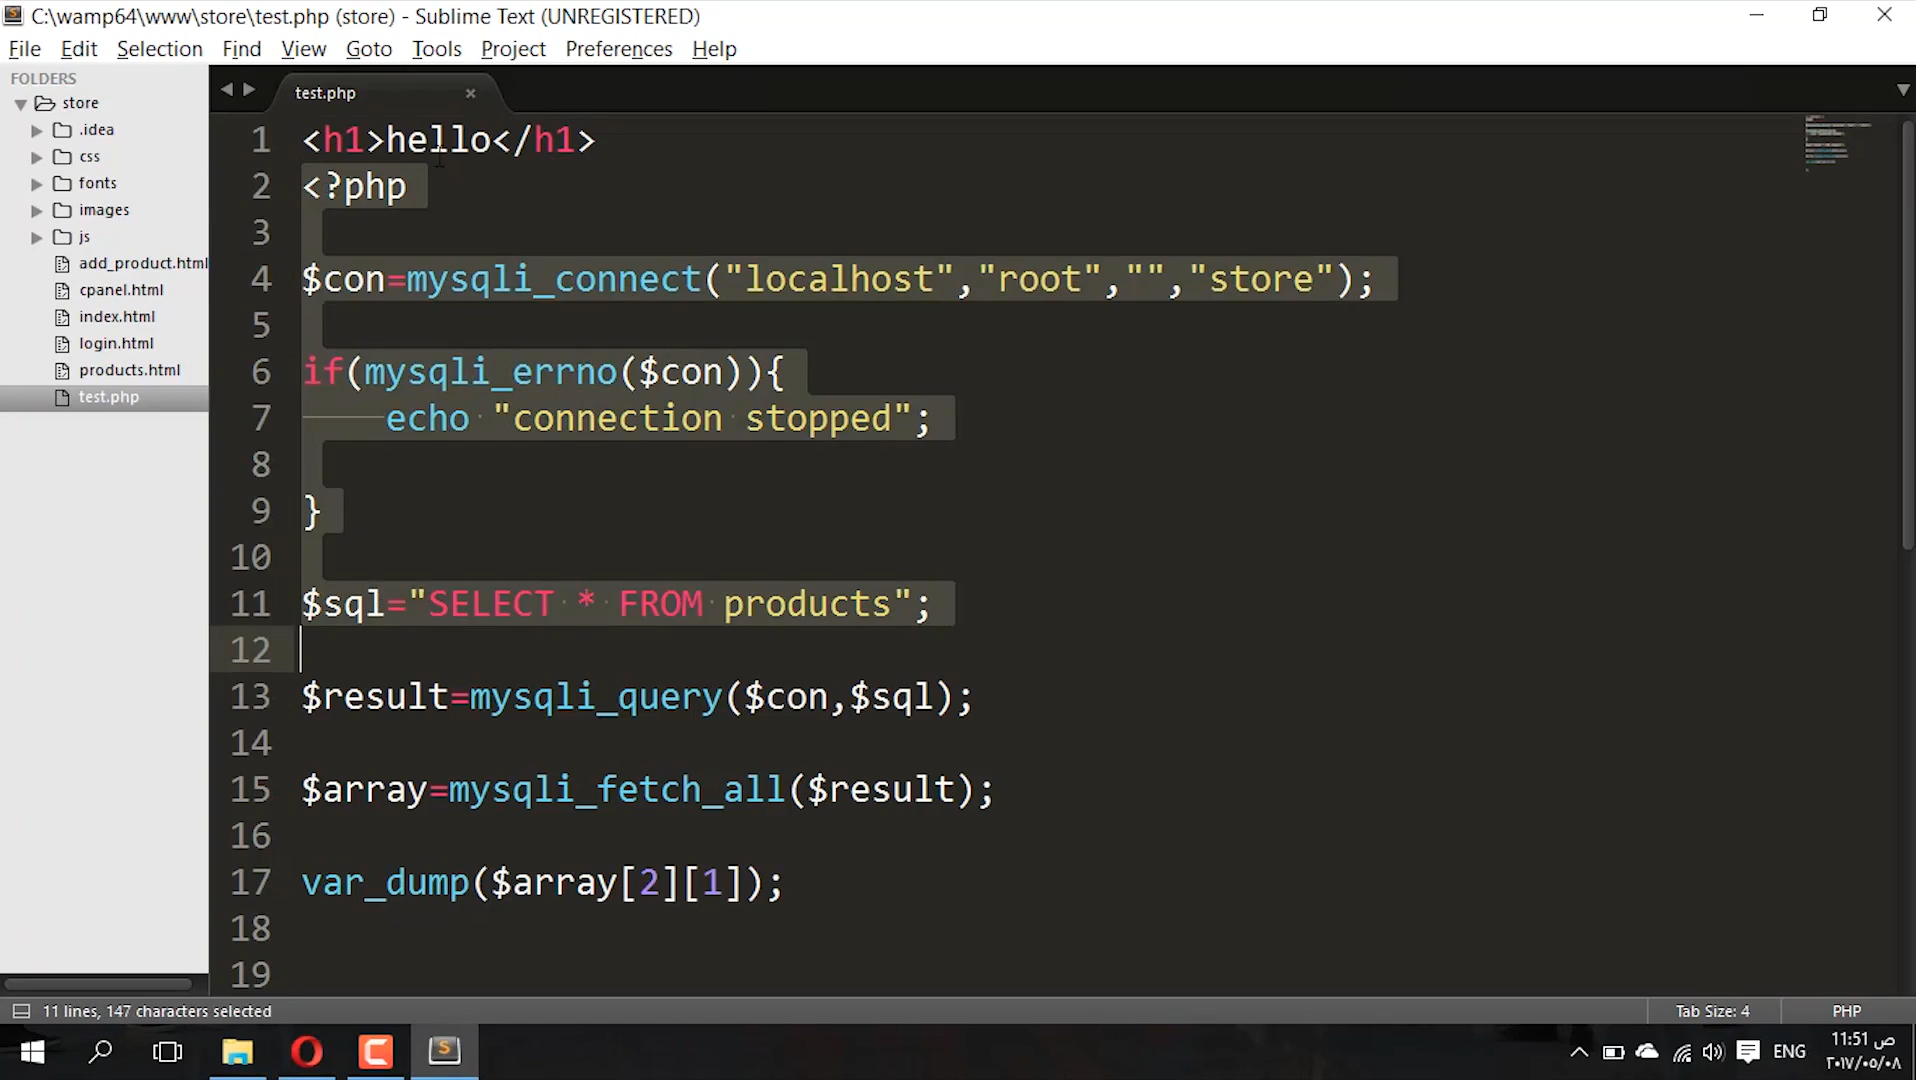 C:\wamp64\www\store\test.php (store) - Sublime Text (UNREGISTERED)
File Edit Selection Find View Goto Tools Project Preferences Help
FOLDERS
store
.idea
css
fonts
images
js
add_product.html
cpanel.html
index.html
login.html
products.html
test.php
test.php
1 <h1>hello</h1>
2 <?php
3
4 $con=mysqli_connect("localhost","root","","store");
5
6 if(mysqli_errno($con)){
7 echo "connection stopped";
8
9 }
10
11 $sql="SELECT * FROM products";
12
13 $result=mysqli_query($con,$sql);
14
15 $array=mysqli_fetch_all($result);
16
17 var_dump($array[2][1]);
18
19
11 lines, 147 characters selected
Tab Size: 4 PHP
ENG
11:51 ص
٢٠١٧/٠٥/٠٨